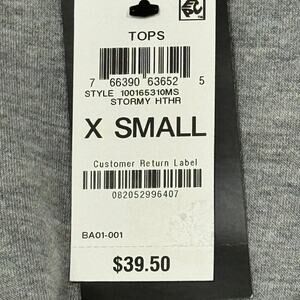 TOPS
7 66390 63652 5
STYLE 100165310MS
STORMY HTHR
X SMALL
Customer Return Label
082052996407
BA01-001
$39.50